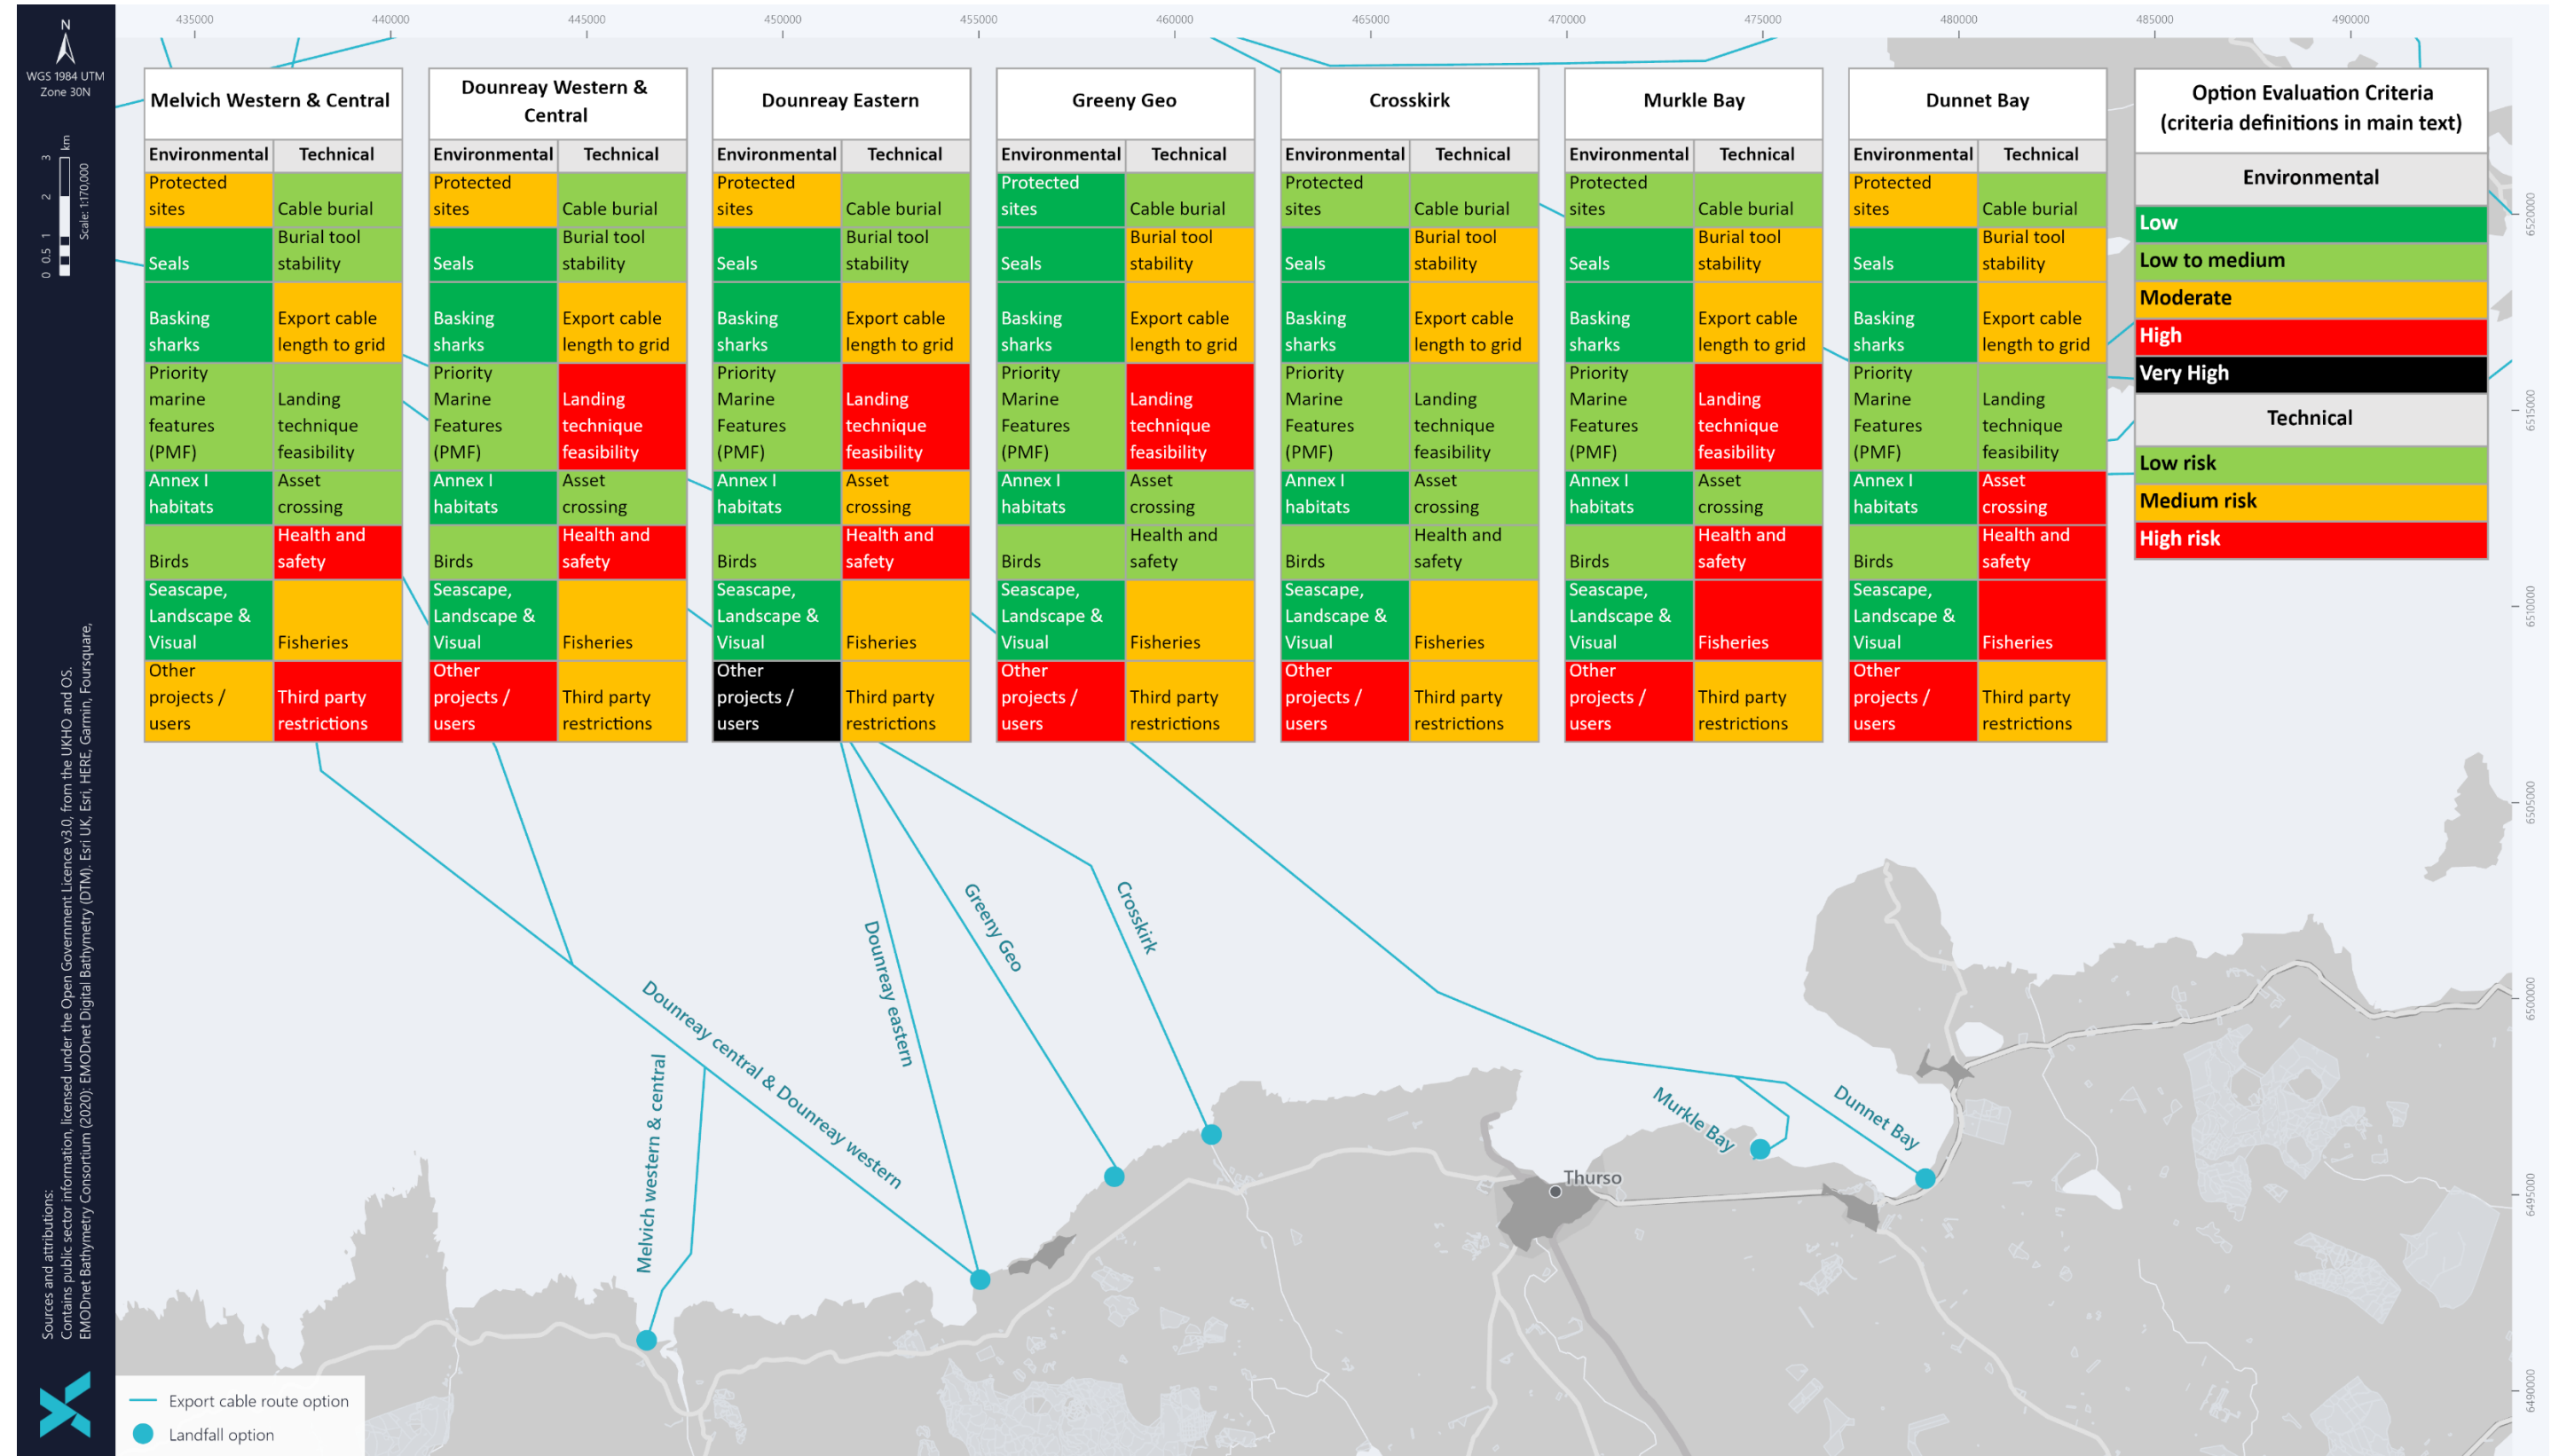 435000
440000
445000
450000
455000
460000
465000
470000
475000
480000
485000
490000
N
WGS 1984 UTM
Zone 30N
km
3
2
1
0.5
0
Scale: 1:170,000
Sources and attributions:
Contains public sector information, licensed under the Open Government Licence v3.0, from the UKHO and OS.
EMODnet Bathymetry Consortium (2020): EMODnet Digital Bathymetry (DTM). Esri UK, Esri, HERE, Garmin, Foursquare,
Melvich Western & Central
Environmental
Technical
Protected
sites
Cable burial
Seals
Burial tool
stability
Basking
sharks
Export cable
length to grid
Priority
marine
features
(PMF)
Landing
technique
feasibility
Annex I
habitats
Asset
crossing
Birds
Health and
safety
Seascape,
Landscape &
Visual
Fisheries
Other
projects /
users
Third party
restrictions
Dounreay Western &
Central
Environmental
Technical
Protected
sites
Cable burial
Seals
Burial tool
stability
Basking
sharks
Export cable
length to grid
Priority
Marine
Features
(PMF)
Landing
technique
feasibility
Annex I
habitats
Asset
crossing
Birds
Health and
safety
Seascape,
Landscape &
Visual
Fisheries
Other
projects /
users
Third party
restrictions
Dounreay Eastern
Environmental
Technical
Protected
sites
Cable burial
Seals
Burial tool
stability
Basking
sharks
Export cable
length to grid
Priority
Marine
Features
(PMF)
Landing
technique
feasibility
Annex I
habitats
Asset
crossing
Birds
Health and
safety
Seascape,
Landscape &
Visual
Fisheries
Other
projects /
users
Third party
restrictions
Greeny Geo
Environmental
Technical
Protected
sites
Cable burial
Seals
Burial tool
stability
Basking
sharks
Export cable
length to grid
Priority
Marine
Features
(PMF)
Landing
technique
feasibility
Annex I
habitats
Asset
crossing
Birds
Health and
safety
Seascape,
Landscape &
Visual
Fisheries
Other
projects /
users
Third party
restrictions
Crosskirk
Environmental
Technical
Protected
sites
Cable burial
Seals
Burial tool
stability
Basking
sharks
Export cable
length to grid
Priority
Marine
Features
(PMF)
Landing
technique
feasibility
Annex I
habitats
Asset
crossing
Birds
Health and
safety
Seascape,
Landscape &
Visual
Fisheries
Other
projects /
users
Third party
restrictions
Murkle Bay
Environmental
Technical
Protected
sites
Cable burial
Seals
Burial tool
stability
Basking
sharks
Export cable
length to grid
Priority
Marine
Features
(PMF)
Landing
technique
feasibility
Annex I
habitats
Asset
crossing
Birds
Health and
safety
Seascape,
Landscape &
Visual
Fisheries
Other
projects /
users
Third party
restrictions
Dunnet Bay
Environmental
Technical
Protected
sites
Cable burial
Seals
Burial tool
stability
Basking
sharks
Export cable
length to grid
Priority
Marine
Features
(PMF)
Landing
technique
feasibility
Annex I
habitats
Asset
crossing
Birds
Health and
safety
Seascape,
Landscape &
Visual
Fisheries
Other
projects /
users
Third party
restrictions
Option Evaluation Criteria
(criteria definitions in main text)
Environmental
Low
Low to medium
Moderate
High
Very High
Technical
Low risk
Medium risk
High risk
6520000
6515000
6510000
6505000
6500000
6495000
6490000
Melvich western & central
Dounreay central & Dounreay western
Dounreay eastern
Greeny Geo
Crosskirk
Murkle Bay
Dunnet Bay
Thurso
Export cable route option
Landfall option